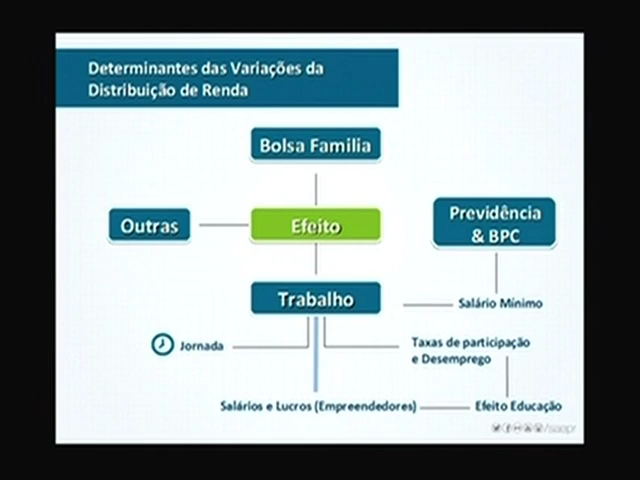 Determinantes das Variações da
Distribuição de Renda
Bolsa Familia
Outras
Efeito
Previdência
& BPC
Trabalho
Salário Mínimo
Jornada
Taxas de participação
e Desemprego
Salários e Lucros (Empreendedores)
Efeito Educação
/saepr